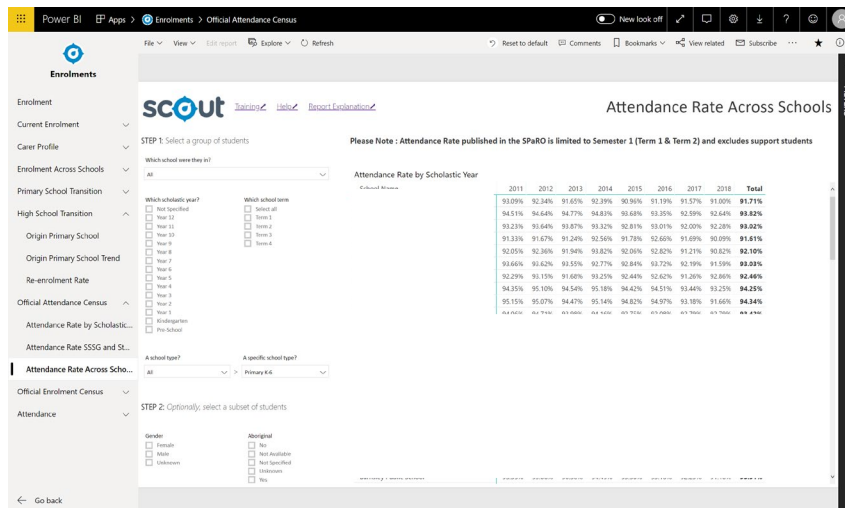 Power BI Apps > Enrolments > Official Attendance Census New look off ?
File View Edit report Explore Refresh Reset to default Comments Bookmarks View related Subscribe ...
Enrolments
Enrolment
Current Enrolment
Carer Profile
Enrolment Across Schools
Primary School Transition
High School Transition
Origin Primary School
Origin Primary School Trend
Re-enrolment Rate
Official Attendance Census
Attendance Rate by Scholastic...
Attendance Rate SSSG and St...
Attendance Rate Across Scho...
Official Enrolment Census
Attendance
Go back
scout Training Help Report Explanation Attendance Rate Across Schools
STEP 1: Select a group of students
Please Note : Attendance Rate published in the SPaRO is limited to Semester 1 (Term 1 & Term 2) and excludes support students
Which school were they in?
All
Which scholastic year?
Not Specified
Year 12
Year 11
Year 10
Year 9
Year 8
Year 7
Year 6
Year 5
Year 4
Year 3
Year 2
Year 1
Kindergarten
Pre-School
Which school term
Select all
Term 1
Term 2
Term 3
Term 4
A school type?
All
>
A specific school type?
Primary K-6
STEP 2: Optionally, select a subset of students
Gender
Female
Male
Unknown
Aboriginal
No
Not Available
Not Specified
Unknown
Yes
Attendance Rate by Scholastic Year
School Name 2011 2012 2013 2014 2015 2016 2017 2018 Total
93.09% 92.34% 91.65% 92.39% 90.96% 91.19% 91.57% 91.00% 91.71%
94.51% 94.64% 94.77% 94.83% 93.68% 93.35% 92.59% 92.64% 93.82%
93.23% 93.64% 93.87% 93.32% 92.81% 93.01% 92.00% 92.28% 93.02%
91.33% 91.67% 91.24% 92.56% 91.78% 92.66% 91.69% 90.09% 91.61%
92.05% 92.36% 91.94% 93.82% 92.06% 92.82% 91.21% 90.82% 92.10%
93.66% 93.62% 93.55% 92.77% 92.84% 93.72% 92.19% 91.59% 93.03%
92.29% 93.15% 91.68% 93.25% 92.44% 92.62% 91.26% 92.86% 92.46%
94.35% 95.10% 94.54% 95.18% 94.42% 94.51% 93.44% 93.25% 94.25%
95.15% 95.07% 94.47% 95.14% 94.82% 94.97% 93.18% 91.66% 94.34%
Public School